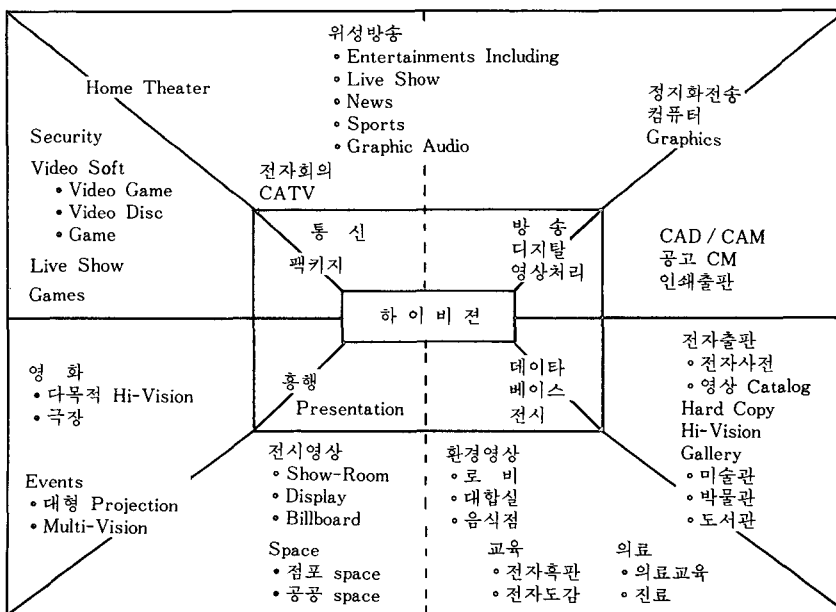 위성방송
∘ Entertainments Including
∘ Live Show
∘ News
∘ Sports
∘ Graphic Audio
Home Theater
Security
Video Soft
• Video Game
• Video Disc
• Game
Live Show
Games
전자회의
CATV
정지화전송
컴퓨터
Graphics
통 신
팩키지
방 송
디지탈
영상처리
CAD / CAM
공고 CM
인쇄출판
하 이 비 젼
영 화
• 다목적 Hi-Vision
• 극장
Events
• 대형 Projection
• Multi-Vision
흥행
Presentation
데이타
베이스
전시
전자출판
∘ 전자사전
∘ 영상 Catalog
Hard Copy
Hi-Vision
Gallery
• 미술관
• 박물관
• 도서관
전시영상
∘ Show-Room
∘ Display
∘ Billboard
Space
• 점포 space
• 공공 space
환경영상
∘ 로 비
∘ 대합실
∘ 음식점
교육
∘ 전자흑판
∘ 전자도감
의료
∘ 의료교육
∘ 진료